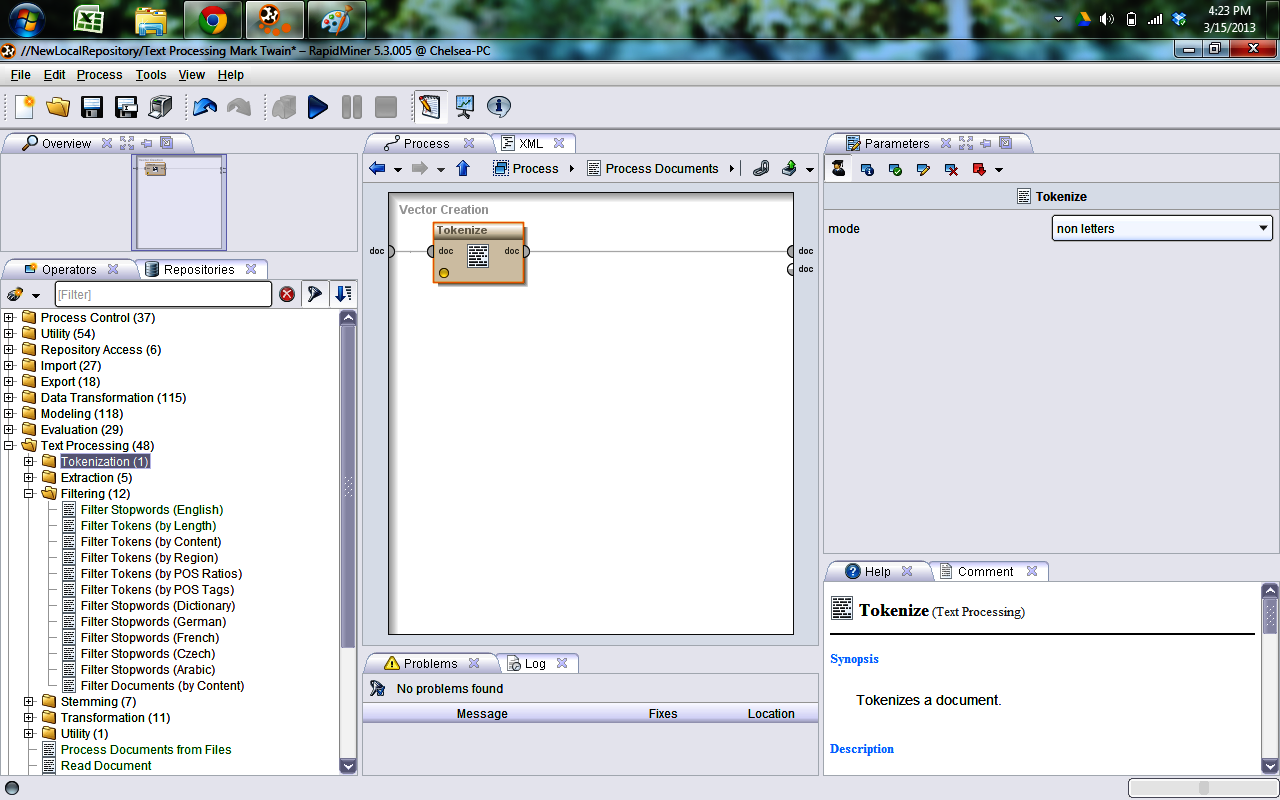 4:23 PM
3/15/2013
//NewLocalRepository/Text Processing Mark Twain* – RapidMiner 5.3.005 @ Chelsea-PC
File Edit Process Tools View Help
Overview
Operators Repositories
[Filter]
Process Control (37)
Utility (54)
Repository Access (6)
Import (27)
Export (18)
Data Transformation (115)
Modeling (118)
Evaluation (29)
Text Processing (48)
Tokenization (1)
Extraction (5)
Filtering (12)
Filter Stopwords (English)
Filter Tokens (by Length)
Filter Tokens (by Content)
Filter Tokens (by Region)
Filter Tokens (by POS Ratios)
Filter Tokens (by POS Tags)
Filter Stopwords (Dictionary)
Filter Stopwords (German)
Filter Stopwords (French)
Filter Stopwords (Czech)
Filter Stopwords (Arabic)
Filter Documents (by Content)
Stemming (7)
Transformation (11)
Utility (1)
Process Documents from Files
Read Document
Process XML
Process Process Documents
Vector Creation
Tokenize
doc doc doc doc
doc
Problems Log
No problems found
Message Fixes Location
Parameters
Tokenize
mode non letters
Help Comment
Tokenize (Text Processing)
Synopsis
Tokenizes a document.
Description